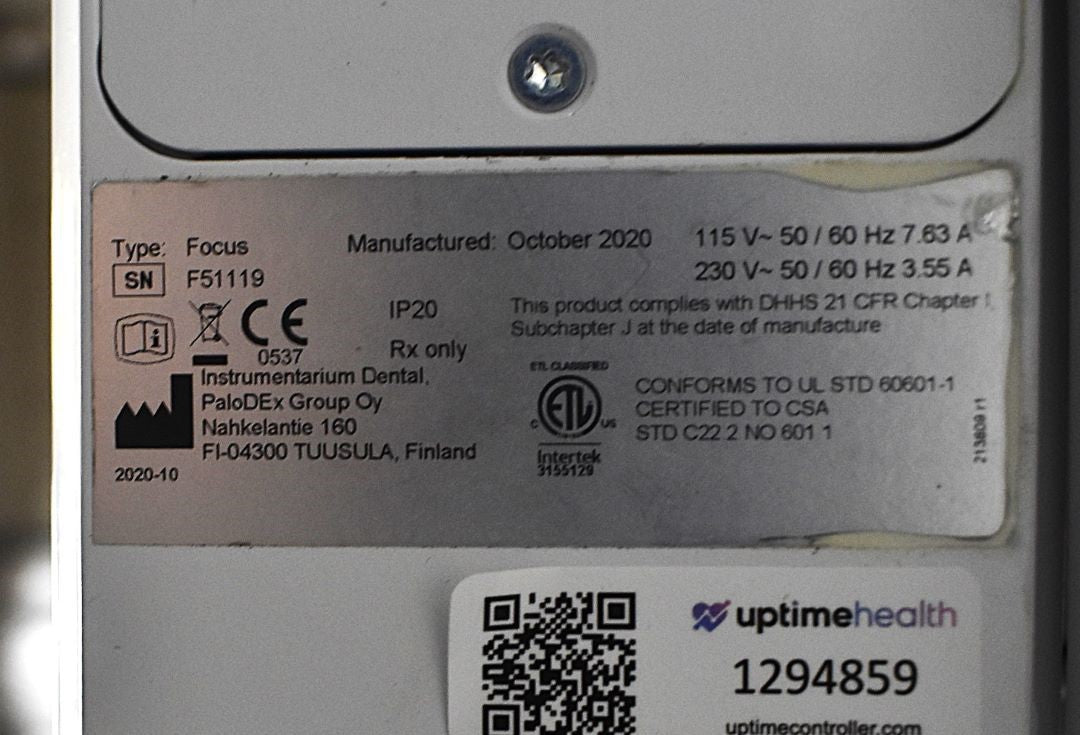 Type: Focus
Manufactured: October 2020
115 V~ 50 / 60 Hz 7.63 A
SN F51119
230 V~ 50 / 60 Hz 3.55 A
CE
0537
IP20
Rx only
This product complies with DHHS 21 CFR Chapter I,
Subchapter J at the date of manufacture
Instrumentarium Dental,
PaloDEx Group Oy
Nahkelantie 160
FI-04300 TUUSULA, Finland
2020-10
ETL CLASSIFIED
C ETL US
Intertek
3155129
CONFORMS TO UL STD 60601-1
CERTIFIED TO CSA
STD C22 2 NO 601 1
213809 r1
uptimehealth
1294859
uptimecontroller.com